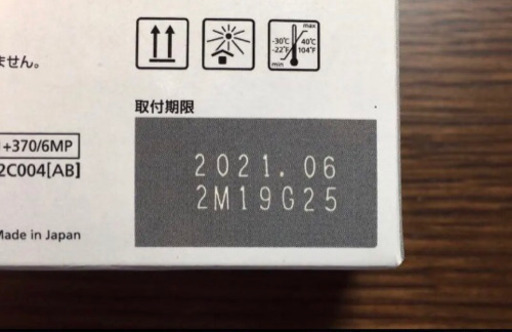 ません。
max
-30℃ 40℃
-22℉ 104℉
min
取付期限
+370/6MP
2C004[AB]
2021.06
2M19G25
Made in Japan